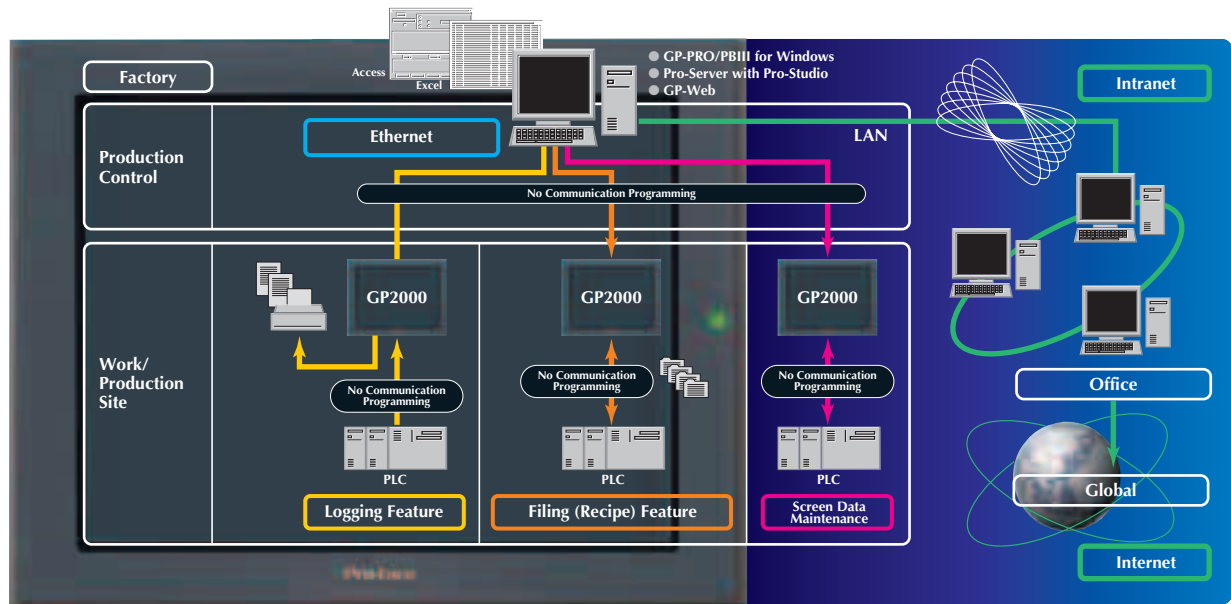 GP-PRO/PBIII for Windows
Factory
Access
Pro-Server with Pro-Studio
Excel
GP-Web
Intranet
Ethernet
LAN
Production
Control
No Communication Programming
GP2000
GP2000
GP2000
Work/
Production
Site
No Communication
Programming
No Communication
Programming
No Communication
Programming
Office
PLC
PLC
PLC
Global
Logging Feature
Filing (Recipe) Feature
Screen Data
Maintenance
Internet
Pro-face